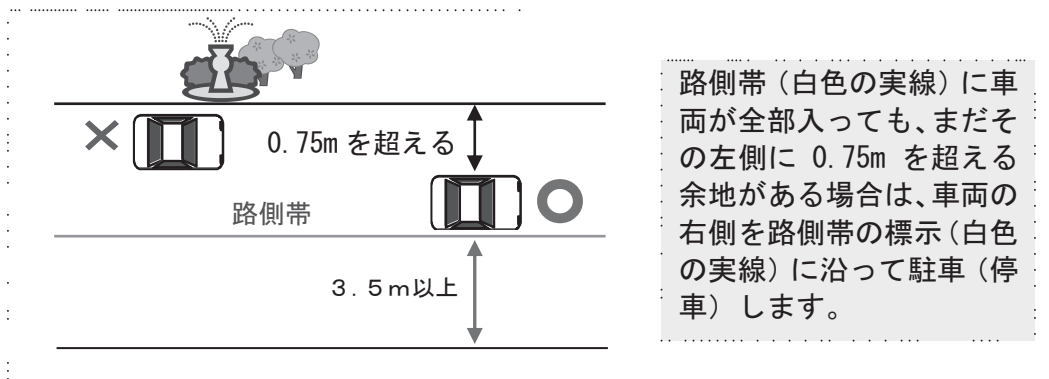 0.75mを超える
路側帯
3.5m以上
路側帯(白色の実線)に車
両が全部入っても、まだそ
の左側に 0.75m を超える
余地がある場合は、車両の
右側を路側帯の標示(白色
の実線)に沿って駐車(停
車)します。